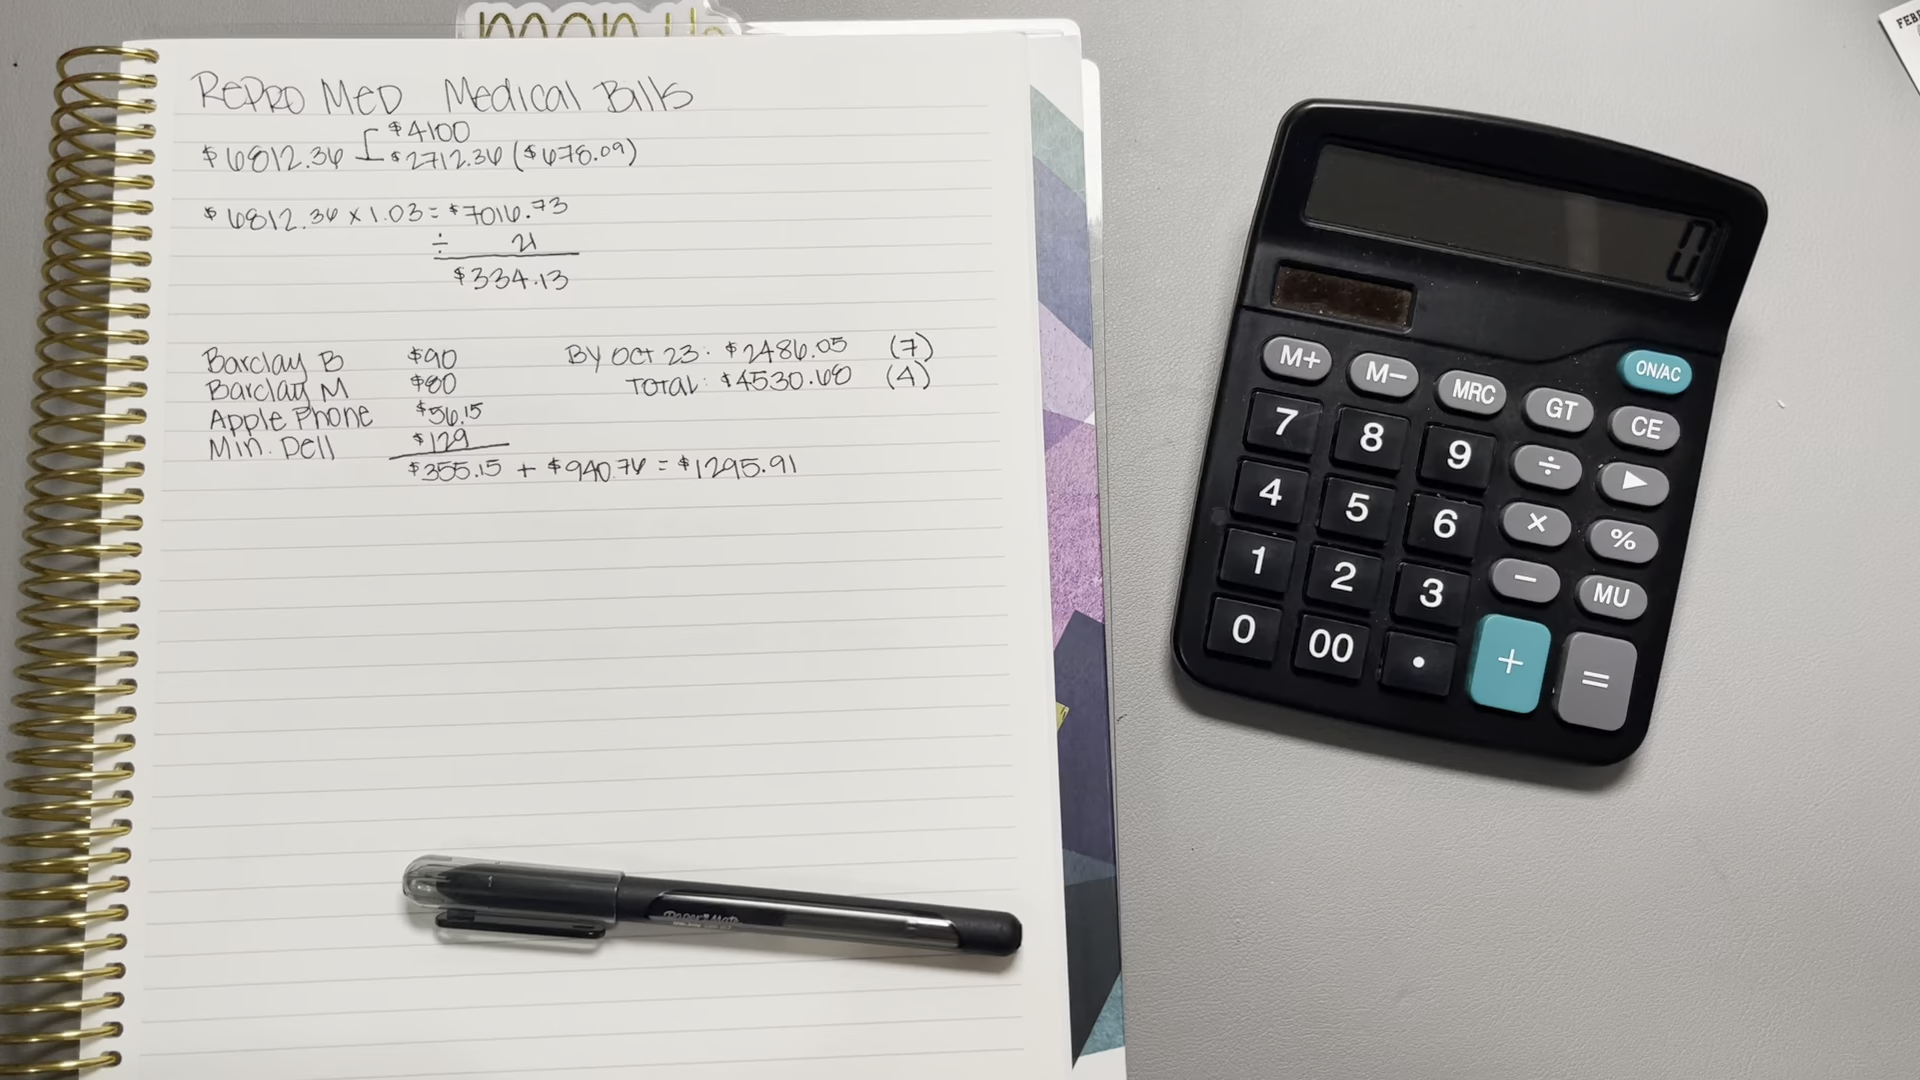 RePRO MED Medical Bills
$4100
$6812.36 $2712.36 ($678.09)
$6812.36 x 1.03 = $7016.73
÷ 21
$334.13
Barclay B $90 By Oct 23: $2486.05 (7)
Barclay M $80 Total: $4530.68 (4)
Apple Phone $56.15
Min. Dell $129
$355.15 + $940.76 = $1295.91
0
M+ M− MRC GT ON/AC
7 8 9 ÷ CE
4 5 6 × ▶
1 2 3 − %
0 00 • + = MU
Paper Mate